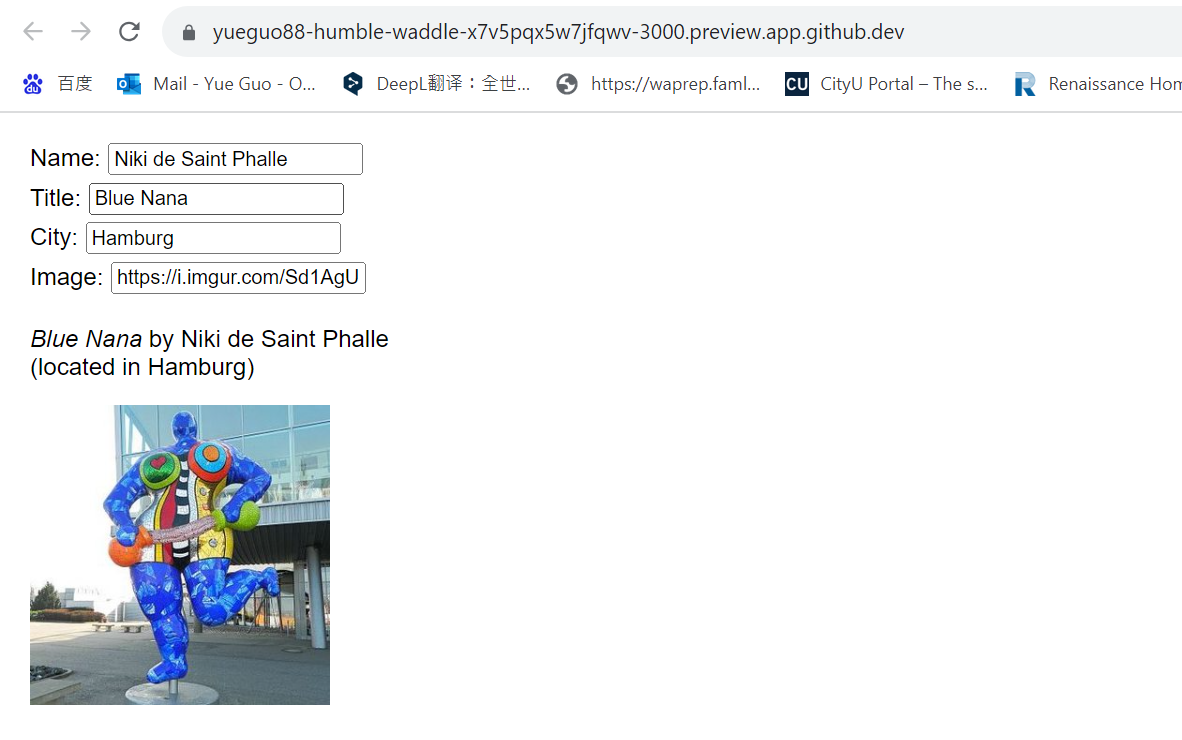 yueguo88-humble-waddle-x7v5pqx5w7jfqwv-3000.preview.app.github.dev
百度 Mail - Yue Guo - O... DeepL翻译：全世... https://waprep.faml... CU CityU Portal – The s... R Renaissance Hom
Name: Niki de Saint Phalle
Title: Blue Nana
City: Hamburg
Image: https://i.imgur.com/Sd1AgU
Blue Nana by Niki de Saint Phalle
(located in Hamburg)